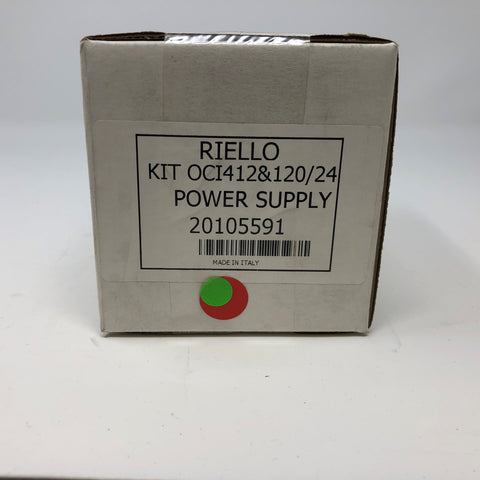 RIELLO
KIT OCI412&120/24
POWER SUPPLY
20105591
MADE IN ITALY